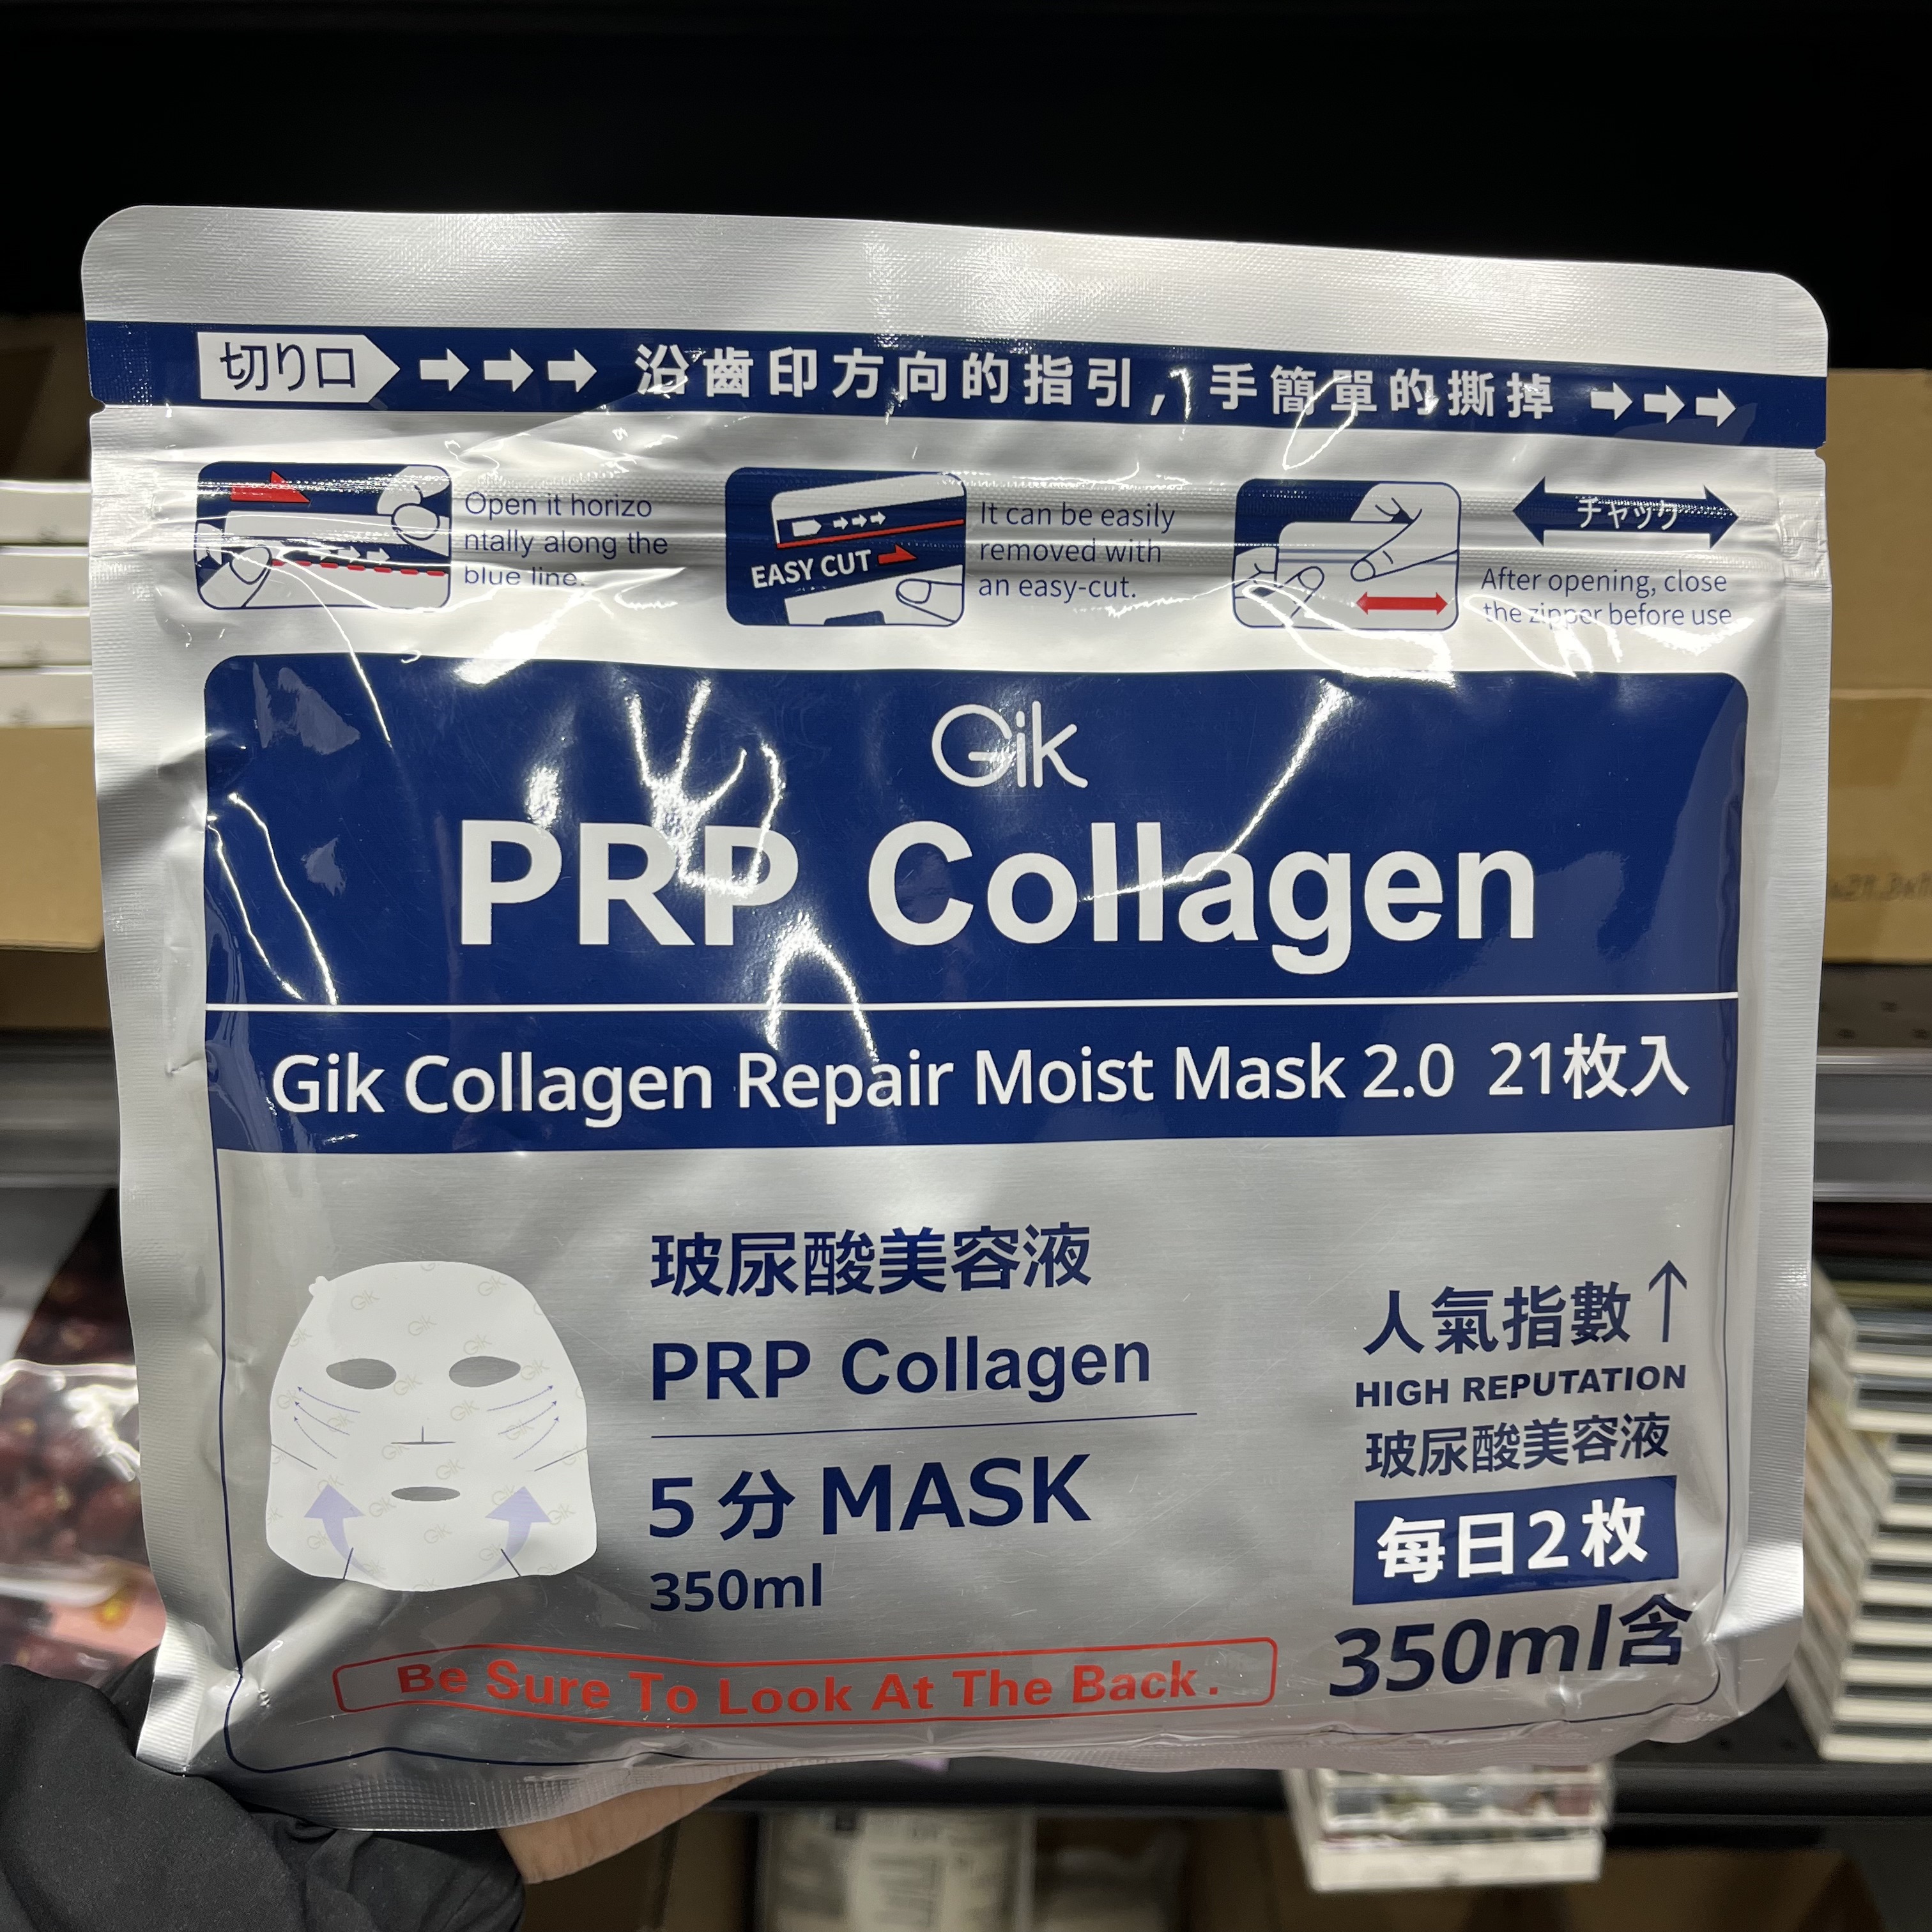 切り口 沿齒印方向的指引，手簡單的撕掉
Open it horizo
ntally along the
blue line.
EASY CUT
It can be easily
removed with
an easy-cut.
チャック
After opening, close
the zipper before use
Gik
PRP Collagen
Gik Collagen Repair Moist Mask 2.0 21枚入
玻尿酸美容液
PRP Collagen
5分MASK
350ml
人氣指數↑
HIGH REPUTATION
玻尿酸美容液
每日2枚
350ml含
Be Sure To Look At The Back.